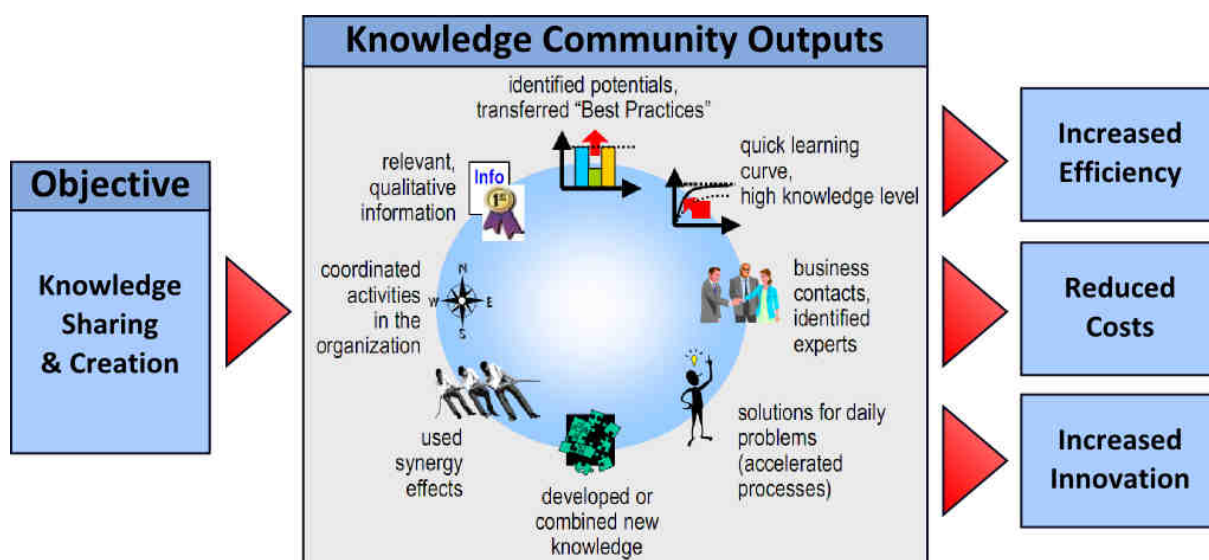 Knowledge Community Outputs
Objective
Knowledge
Sharing
& Creation
identified potentials,
transferred “Best Practices”
quick learning
curve,
high knowledge level
business
contacts,
identified
experts
solutions for daily
problems
(accelerated
processes)
developed or
combined new
knowledge
used
synergy
effects
coordinated
activities
in the
organization
N
W
E
S
relevant,
qualitative
information
Info
1st
Increased
Efficiency
Reduced
Costs
Increased
Innovation